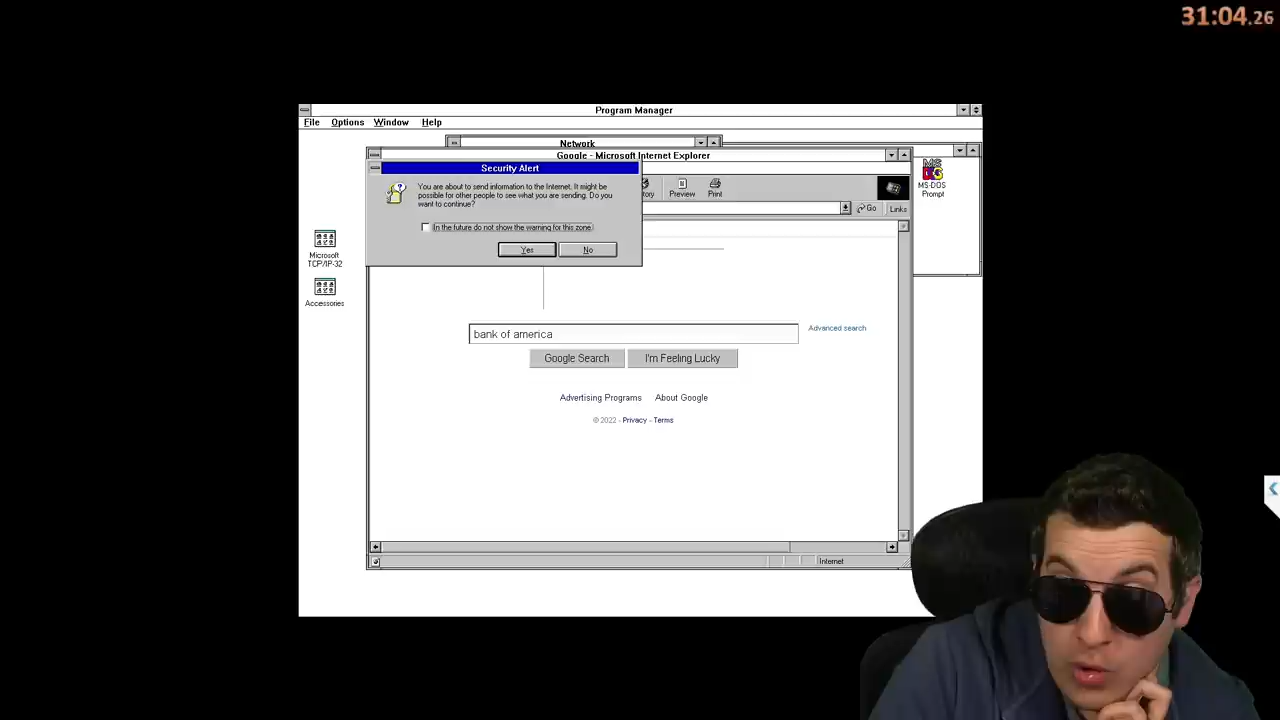 31:04.26
Program Manager
File Options Window Help
Network
Google - Microsoft Internet Explorer
Security Alert
You are about to send information to the Internet. It might be
possible for other people to see what you are sending. Do you
want to continue?
In the future do not show the warning for this zone.
Yes No
Preview Print
Go Links
MS-DOS
Prompt
Microsoft
TCP/IP-32
Accessories
bank of america
Advanced search
Google Search I'm Feeling Lucky
Advertising Programs About Google
© 2022 - Privacy - Terms
Internet